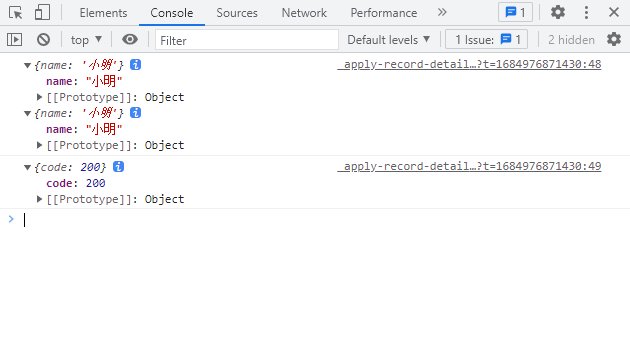 Elements Console Sources Network Performance » 1
top ▼ Filter Default levels ▼ 1 Issue: 1 2 hidden
▼{name: '小明'} i _apply-record-detail…?t=1684976871430:48
name: "小明"
▶[[Prototype]]: Object
▼{name: '小明'} i
name: "小明"
▶[[Prototype]]: Object
▼{code: 200} i _apply-record-detail…?t=1684976871430:49
code: 200
▶[[Prototype]]: Object
>